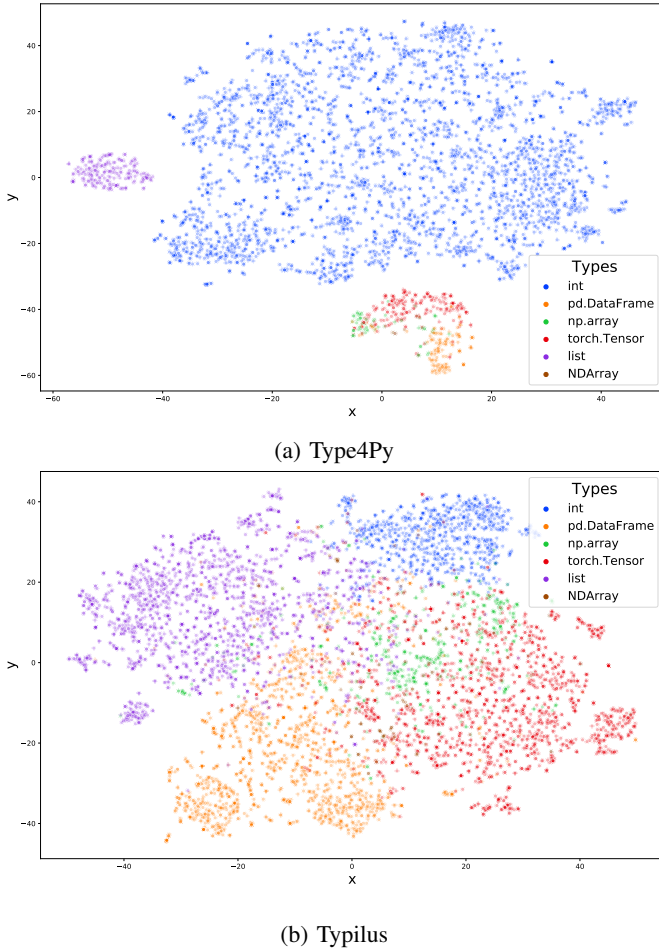 40
20
0
−20
−40
−60
y
−60
−40
−20
0
20
40
x
Types
int
pd.DataFrame
np.array
torch.Tensor
list
NDArray
(a) Type4Py
40
20
0
−20
−40
y
−40
−20
0
20
40
x
Types
int
pd.DataFrame
np.array
torch.Tensor
list
NDArray
(b) Typilus